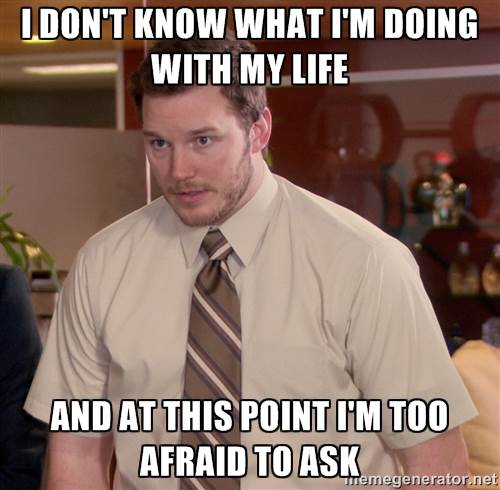 I DON'T KNOW WHAT I'M DOING
WITH MY LIFE
AND AT THIS POINT I'M TOO
AFRAID TO ASK
memegenerator.net